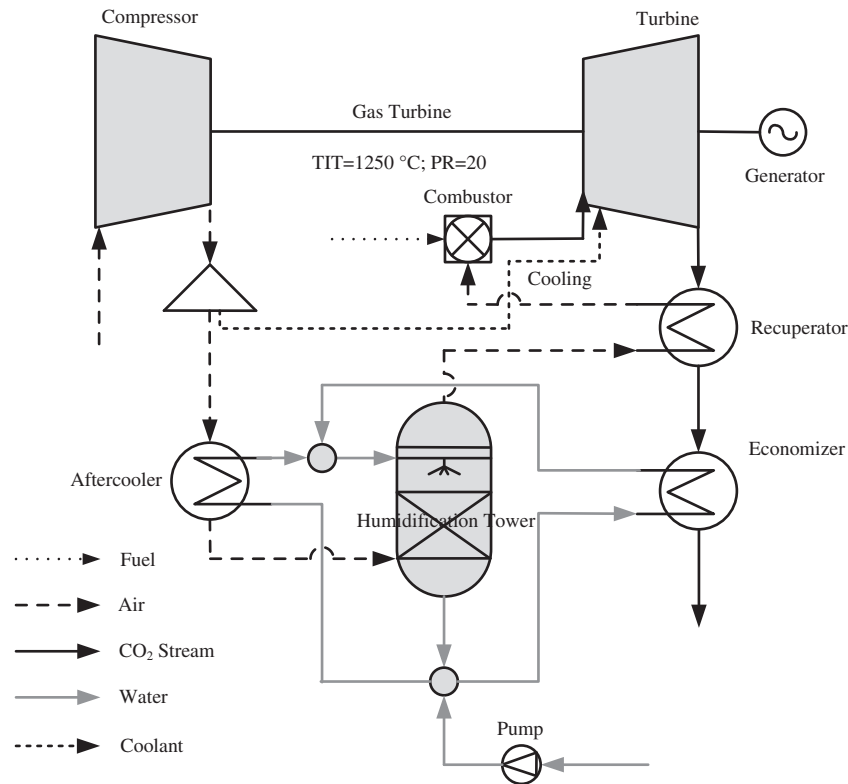 Compressor
Turbine
Gas Turbine
TIT=1250 °C; PR=20
Combustor
Generator
Cooling
Recuperator
Economizer
Aftercooler
Humidification Tower
Fuel
Air
CO₂ Stream
Water
Pump
Coolant